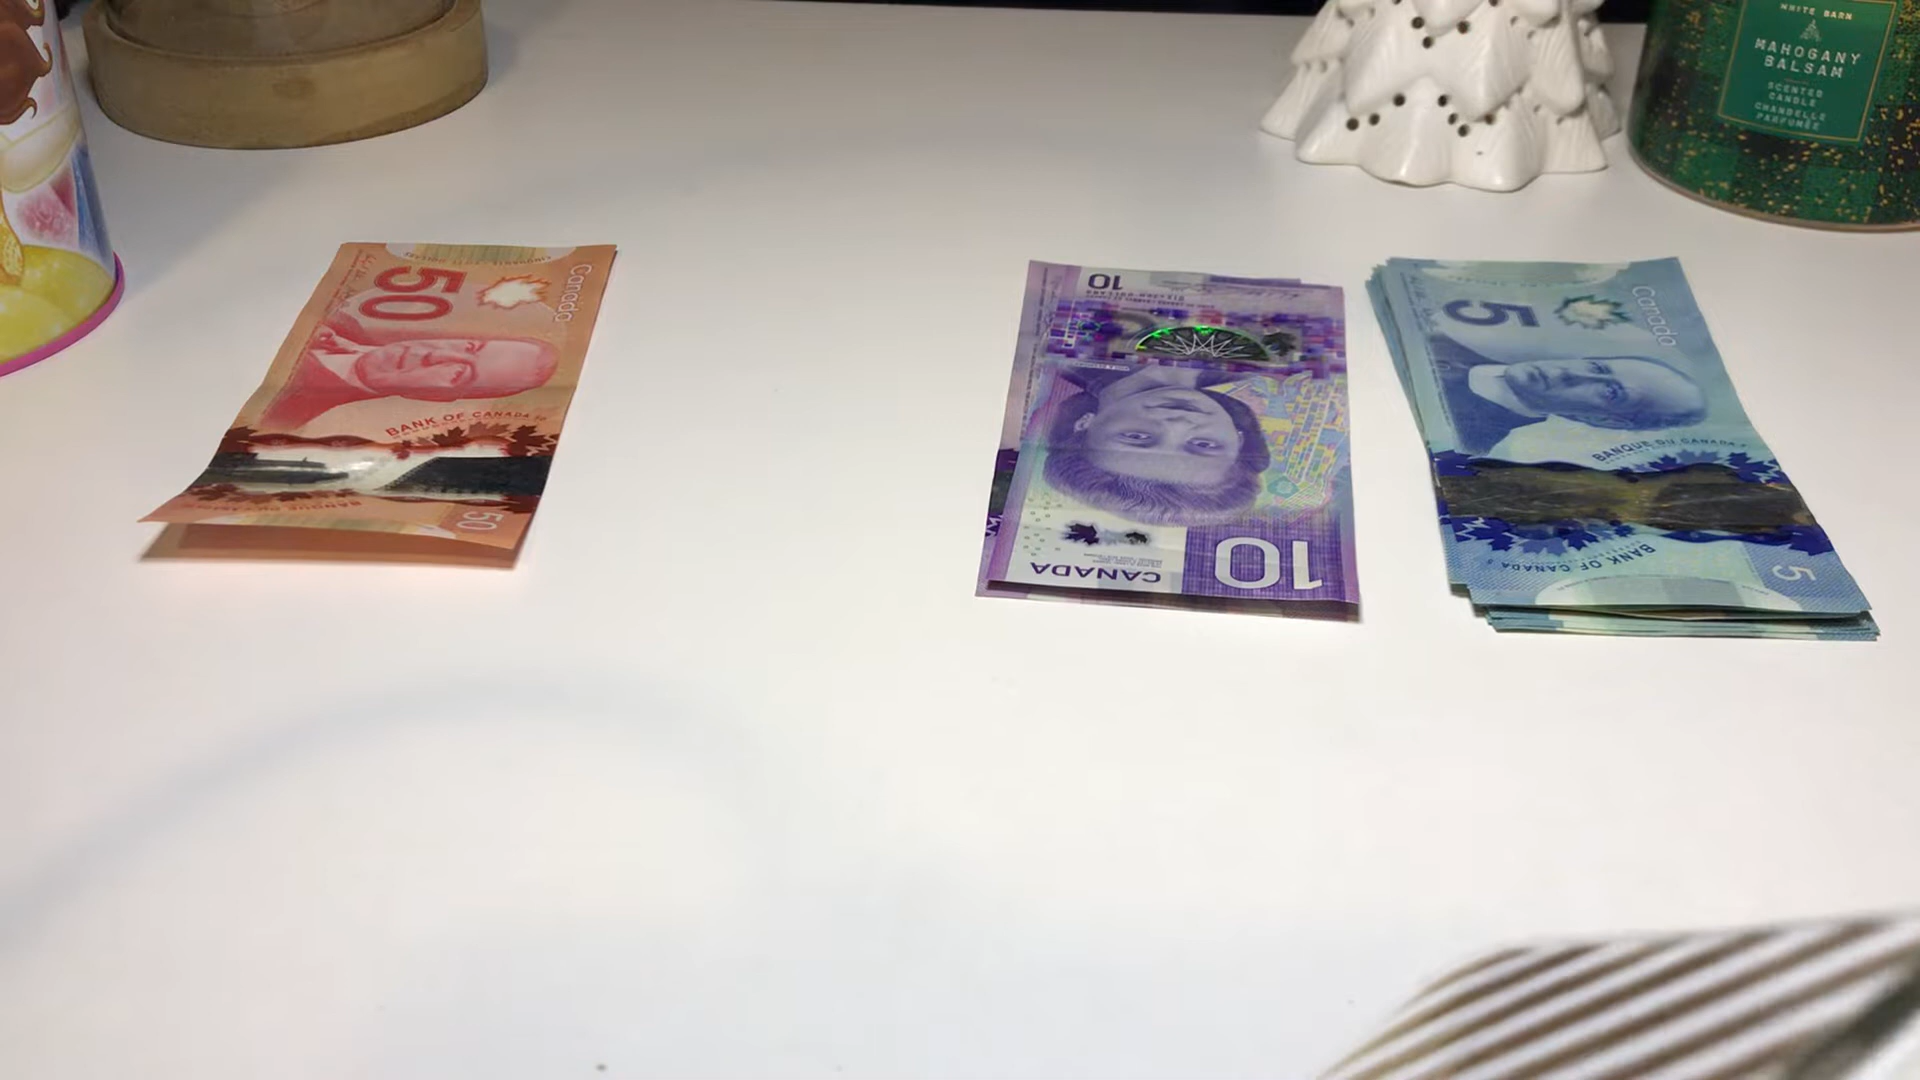 WHITE BARN
MAHOGANY
BALSAM
SCENTED
CANDLE
CHANDELLE
PARFUMÉE
50
Canada
BANK OF CANADA
50
10
CANADA
10
5
Canada
BANQUE DU CANADA
BANK OF CANADA
5